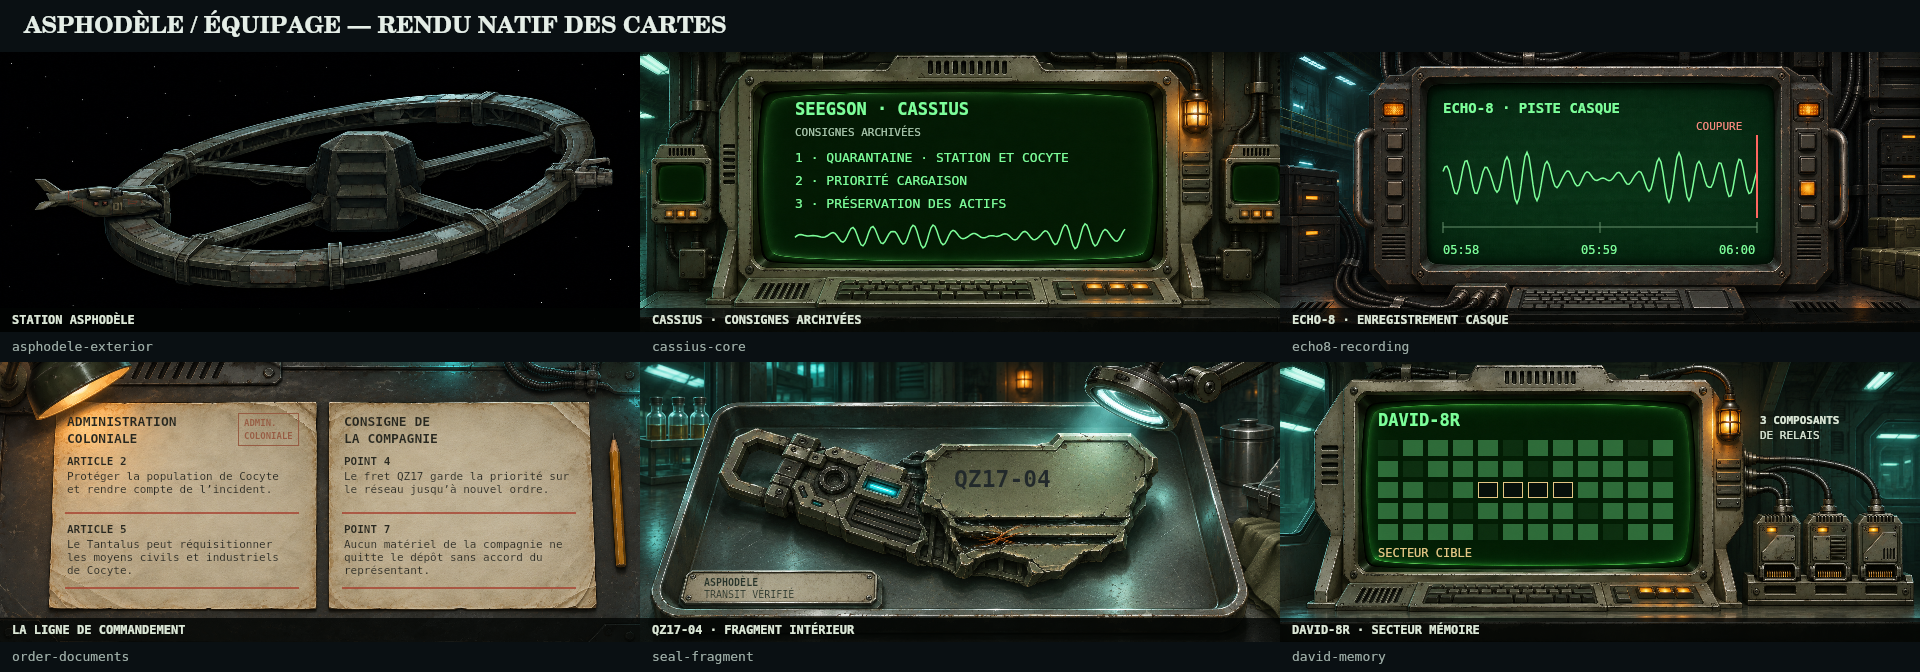 ASPHODÈLE / ÉQUIPAGE — RENDU NATIF DES CARTES
01
STATION ASPHODÈLE
asphodele-exterior
SEEGSON · CASSIUS
CONSIGNES ARCHIVÉES
1 · QUARANTAINE · STATION ET COCYTE
2 · PRIORITÉ CARGAISON
3 · PRÉSERVATION DES ACTIFS
CASSIUS · CONSIGNES ARCHIVÉES
cassius-core
ECHO-8 · PISTE CASQUE
COUPURE
05:58 05:59 06:00
ECHO-8 · ENREGISTREMENT CASQUE
echo8-recording
ADMINISTRATION
COLONIALE
ADMIN.
COLONIALE
ARTICLE 2
Protéger la population de Cocyte
et rendre compte de l’incident.
ARTICLE 5
Le Tantalus peut réquisitionner
les moyens civils et industriels
de Cocyte.
CONSIGNE DE
LA COMPAGNIE
POINT 4
Le fret QZ17 garde la priorité sur
le réseau jusqu’à nouvel ordre.
POINT 7
Aucun matériel de la compagnie ne
quitte le dépôt sans accord du
représentant.
LA LIGNE DE COMMANDEMENT
order-documents
QZ17-04
ASPHODÈLE
TRANSIT VÉRIFIÉ
QZ17-04 · FRAGMENT INTÉRIEUR
seal-fragment
DAVID-8R
SECTEUR CIBLE
3 COMPOSANTS
DE RELAIS
DAVID-8R · SECTEUR MÉMOIRE
david-memory